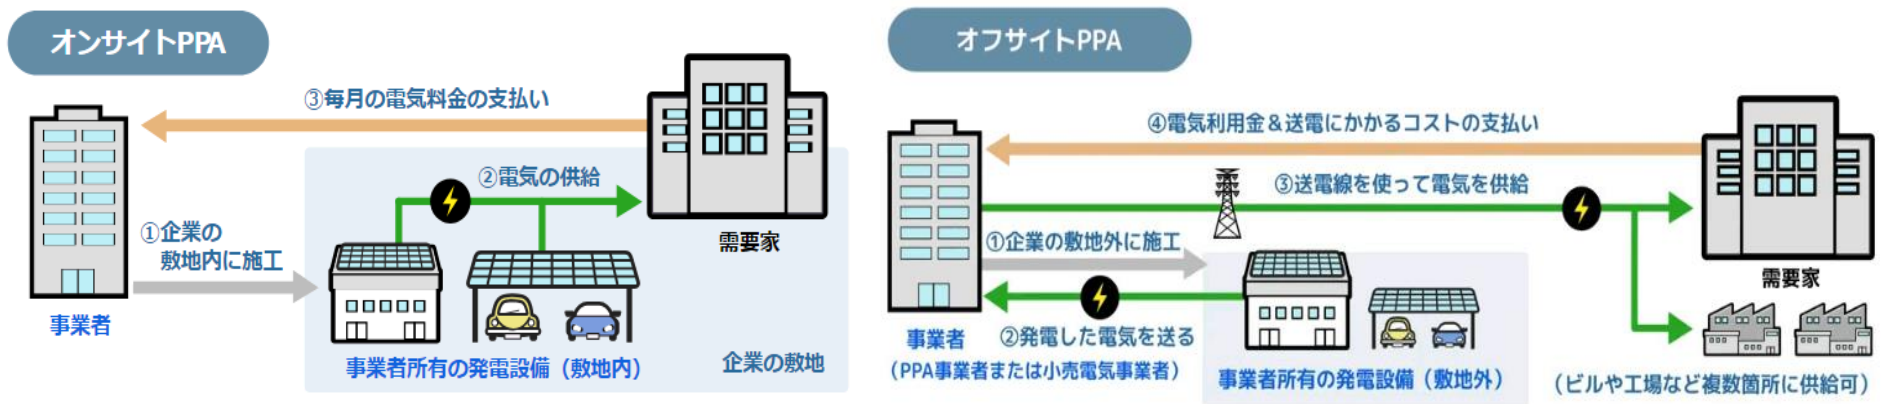 オンサイトPPA
③毎月の電気料金の支払い
②電気の供給
①企業の
敷地内に施工
需要家
事業者
事業者所有の発電設備（敷地内）
企業の敷地
オフサイトPPA
④電気利用金＆送電にかかるコストの支払い
③送電線を使って電気を供給
①企業の敷地外に施工
需要家
②発電した電気を送る
事業者
（PPA事業者または小売電気事業者）
事業者所有の発電設備（敷地外）
（ビルや工場など複数箇所に供給可）